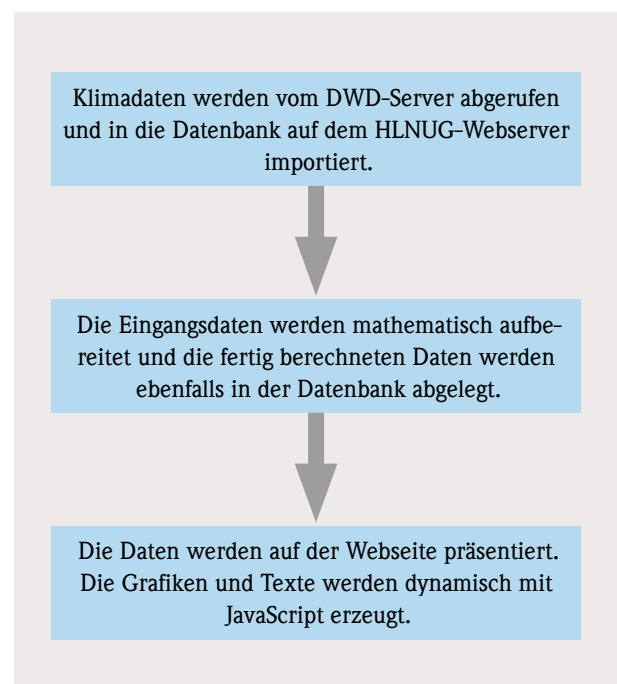 Klimadaten werden vom DWD-Server abgerufen
und in die Datenbank auf dem HLNUG-Webserver
importiert.
Die Eingangsdaten werden mathematisch aufbe-
reitet und die fertig berechneten Daten werden
ebenfalls in der Datenbank abgelegt.
Die Daten werden auf der Webseite präsentiert.
Die Grafiken und Texte werden dynamisch mit
JavaScript erzeugt.